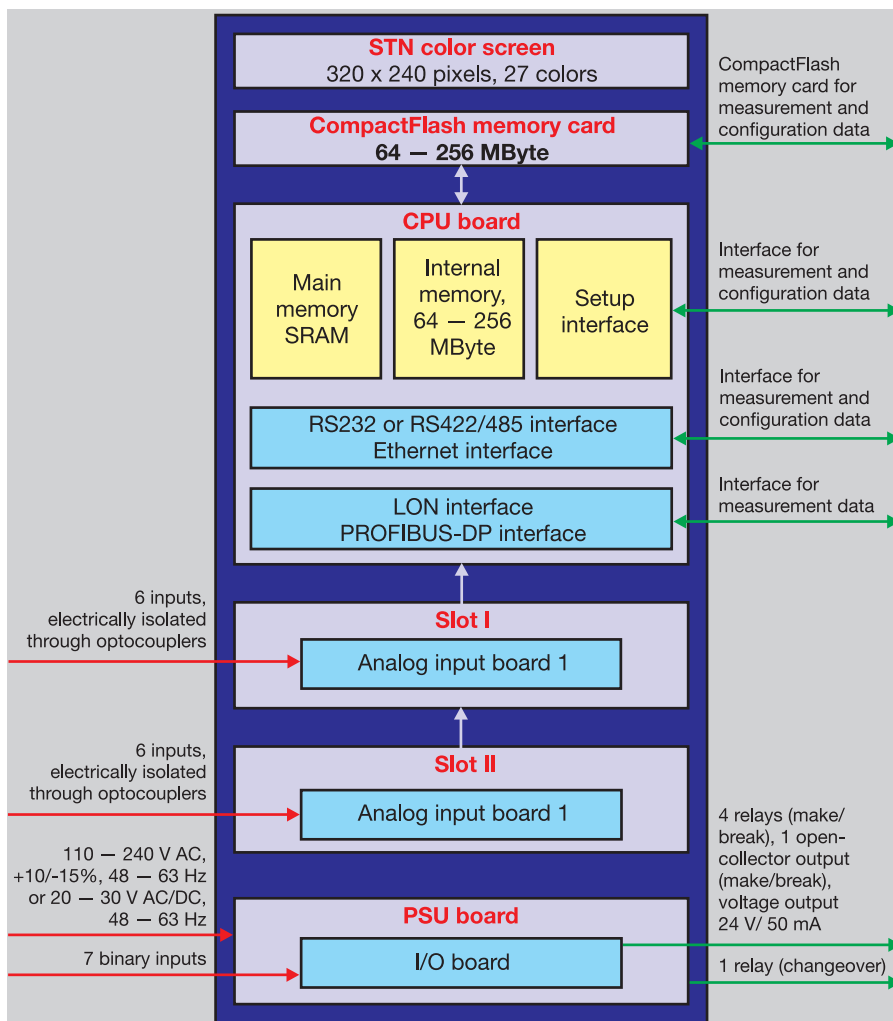 STN color screen
320 x 240 pixels, 27 colors
CompactFlash memory card
64 — 256 MByte
CompactFlash
memory card for
measurement and
configuration data
CPU board
Main
memory
SRAM
Internal
memory,
64 — 256
MByte
Setup
interface
Interface for
measurement and
configuration data
RS232 or RS422/485 interface
Ethernet interface
Interface for
measurement and
configuration data
LON interface
PROFIBUS-DP interface
Interface for
measurement data
6 inputs,
electrically isolated
through optocouplers
Slot I
Analog input board 1
6 inputs,
electrically isolated
through optocouplers
Slot II
Analog input board 1
110 — 240 V AC,
+10/-15%, 48 — 63 Hz
or 20 — 30 V AC/DC,
48 — 63 Hz
7 binary inputs
PSU board
I/O board
4 relays (make/
break), 1 open-
collector output
(make/break),
voltage output
24 V/ 50 mA
1 relay (changeover)